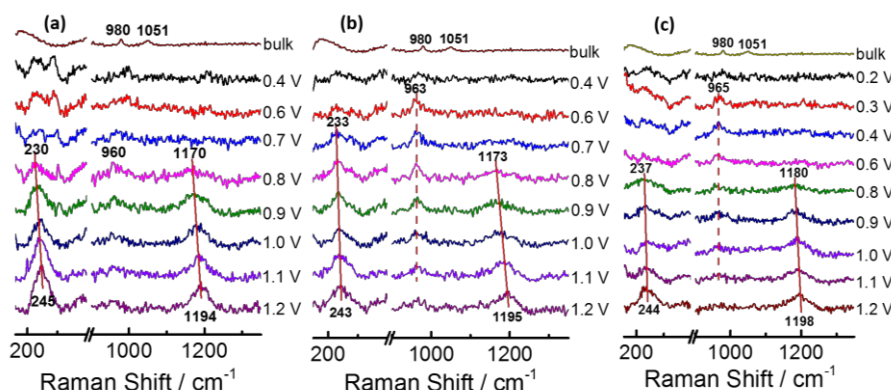 (a)
980 1051
bulk
0.4 V
0.6 V
0.7 V
230 960 1170
0.8 V
0.9 V
1.0 V
1.1 V
245 1194
1.2 V
200 1000 1200
Raman Shift / cm⁻¹
(b)
980 1051
bulk
0.4 V
963
0.6 V
233
0.7 V
1173
0.8 V
0.9 V
1.0 V
1.1 V
243 1195
1.2 V
200 1000 1200
Raman Shift / cm⁻¹
(c)
980 1051
bulk
0.2 V
965
0.3 V
0.4 V
0.6 V
237 1180
0.8 V
0.9 V
1.0 V
1.1 V
244 1198
1.2 V
200 1000 1200
Raman Shift / cm⁻¹